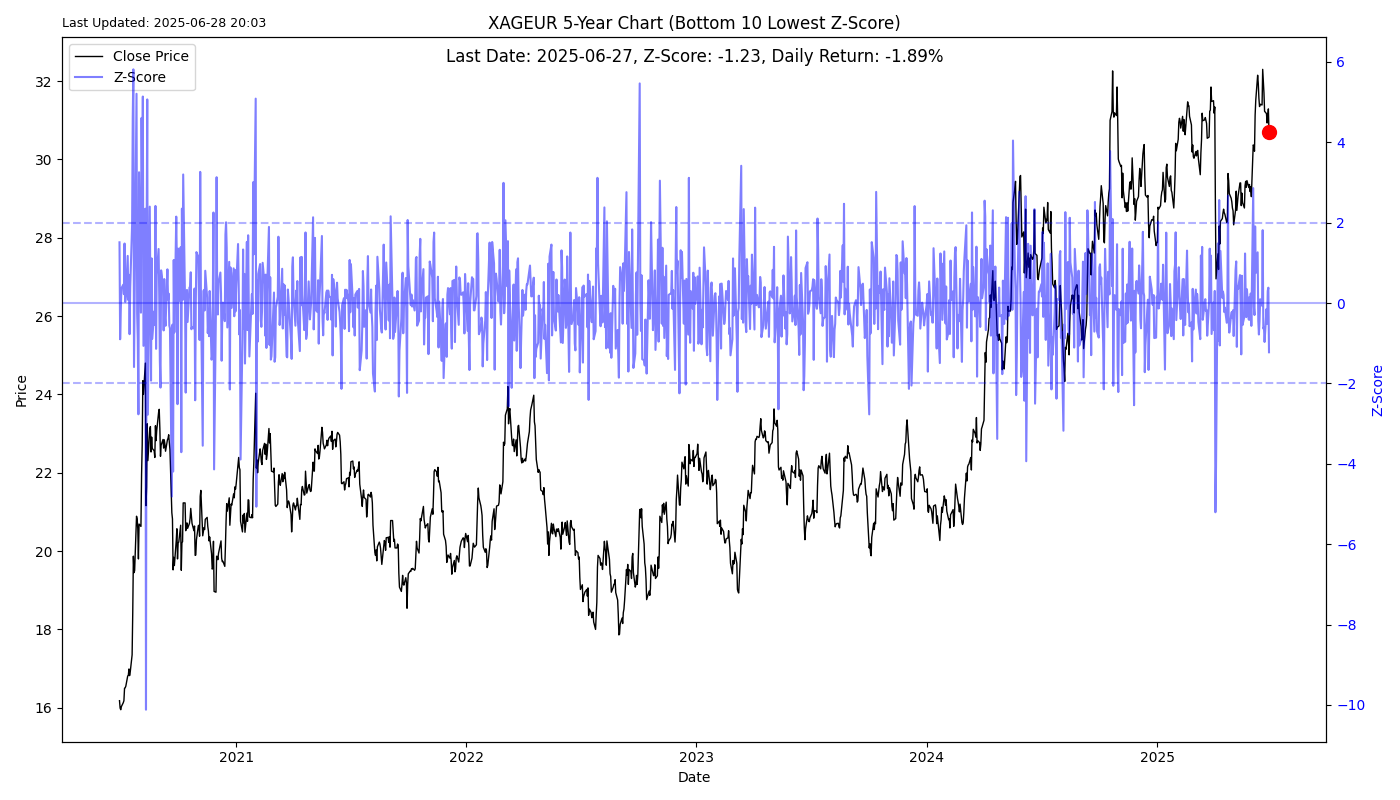 Last Updated: 2025-06-28 20:03
XAGEUR 5-Year Chart (Bottom 10 Lowest Z-Score)
Last Date: 2025-06-27, Z-Score: -1.23, Daily Return: -1.89%
Close Price
Z-Score
32
30
28
26
24
22
20
18
16
Price
6
4
2
0
−2
−4
−6
−8
−10
Z-Score
2021
2022
2023
2024
2025
Date